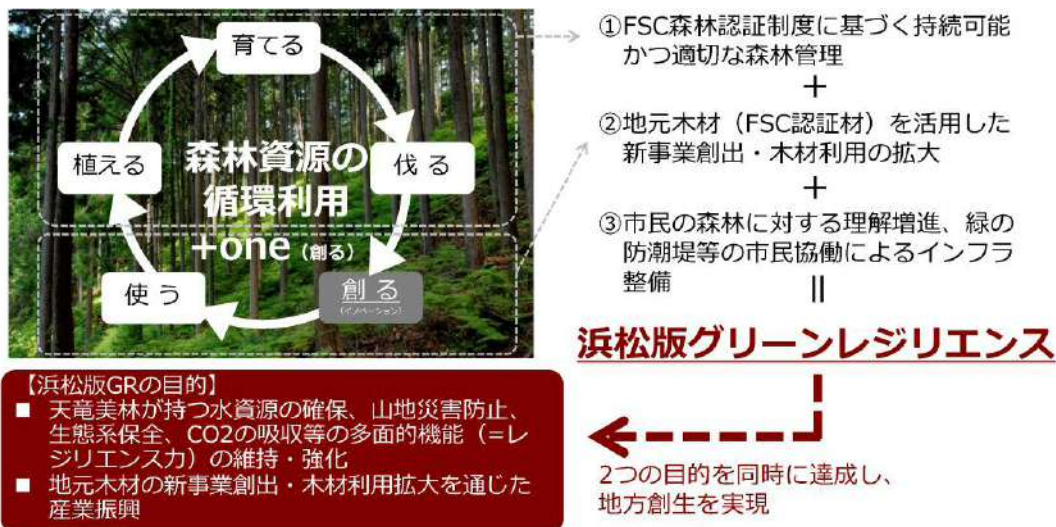 育てる
植える
伐 る
森林資源の
循環利用
+one（創る）
使 う
創 る
（イノベーション）
①FSC森林認証制度に基づく持続可能
かつ適切な森林管理
＋
②地元木材（FSC認証材）を活用した
新事業創出・木材利用の拡大
＋
③市民の森林に対する理解増進、緑の
防潮堤等の市民協働によるインフラ
整備
||
浜松版グリーンレジリエンス
【浜松版GRの目的】
■ 天竜美林が持つ水資源の確保、山地災害防止、
生態系保全、CO2の吸収等の多面的機能（=レ
ジリエンス力）の維持・強化
■ 地元木材の新事業創出・木材利用拡大を通じた
産業振興
2つの目的を同時に達成し、
地方創生を実現